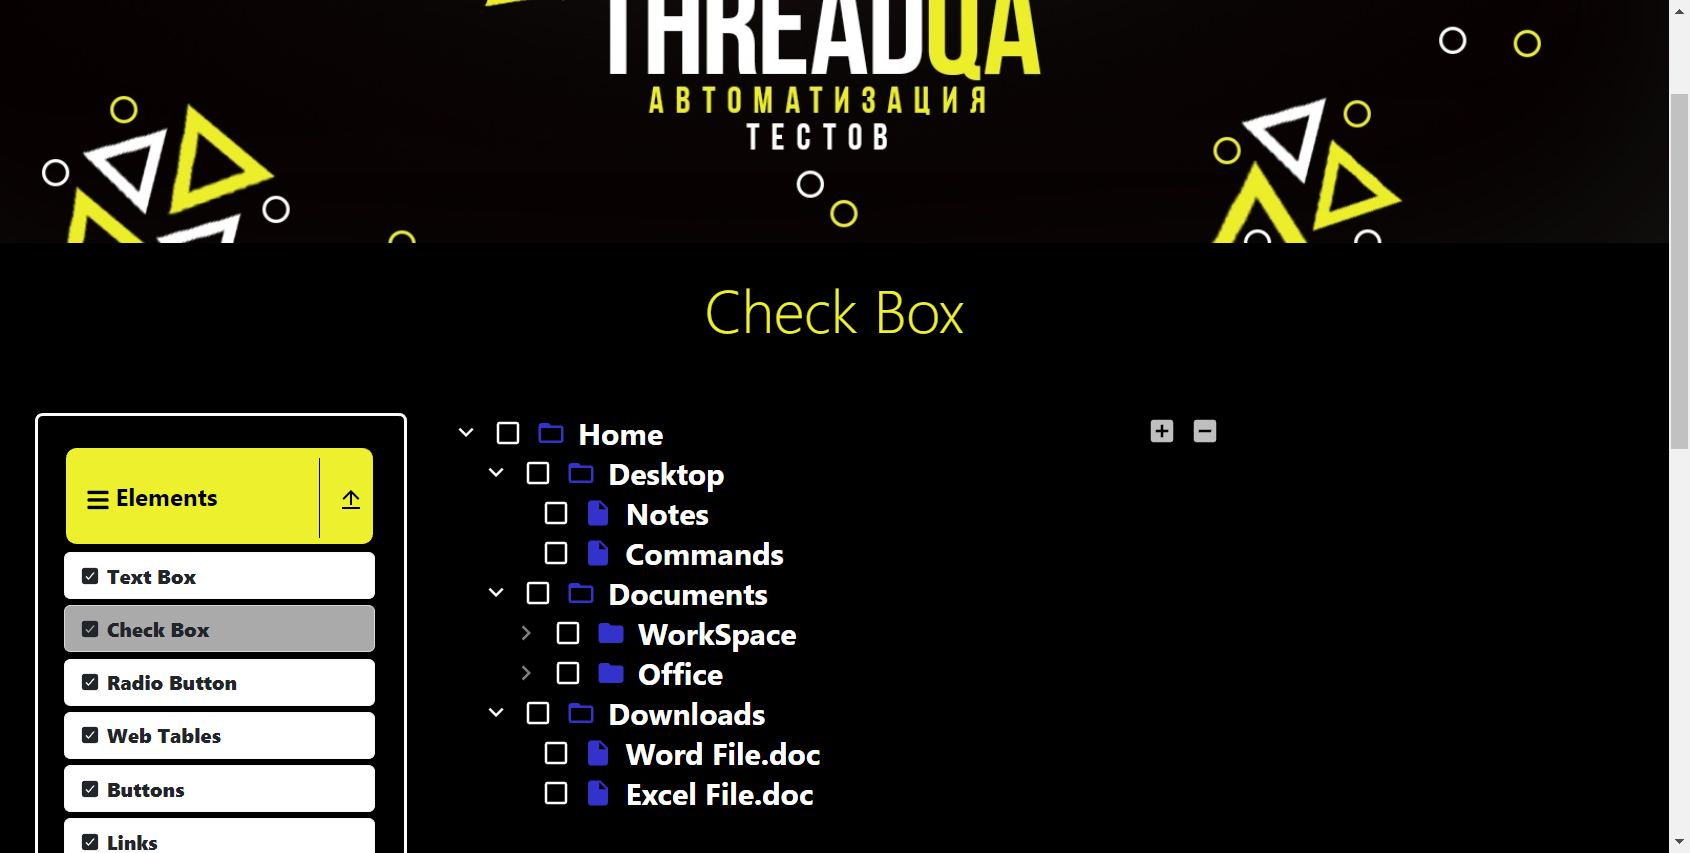 THREADQA
АВТОМАТИЗАЦИЯ
ТЕСТОВ
Check Box
Elements
Text Box
Check Box
Radio Button
Web Tables
Buttons
Links
Home
Desktop
Notes
Commands
Documents
WorkSpace
Office
Downloads
Word File.doc
Excel File.doc